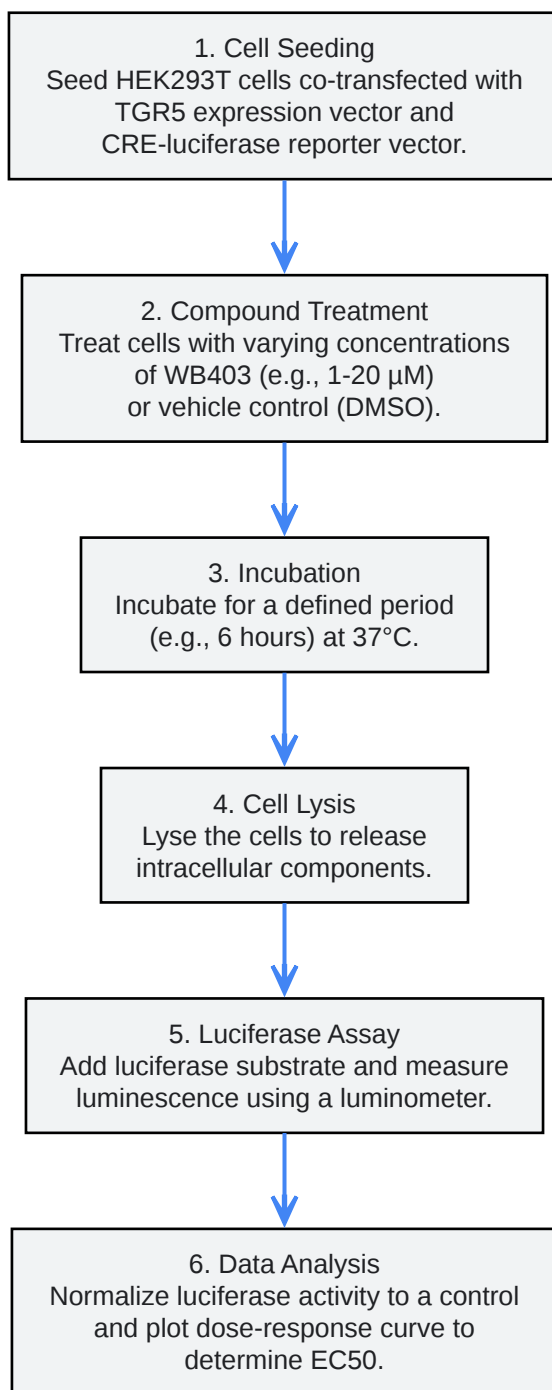 1. Cell Seeding
Seed HEK293T cells co-transfected with
TGR5 expression vector and
CRE-luciferase reporter vector.
2. Compound Treatment
Treat cells with varying concentrations
of WB403 (e.g., 1-20 µM)
or vehicle control (DMSO).
3. Incubation
Incubate for a defined period
(e.g., 6 hours) at 37°C.
4. Cell Lysis
Lyse the cells to release
intracellular components.
5. Luciferase Assay
Add luciferase substrate and measure
luminescence using a luminometer.
6. Data Analysis
Normalize luciferase activity to a control
and plot dose-response curve to
determine EC50.